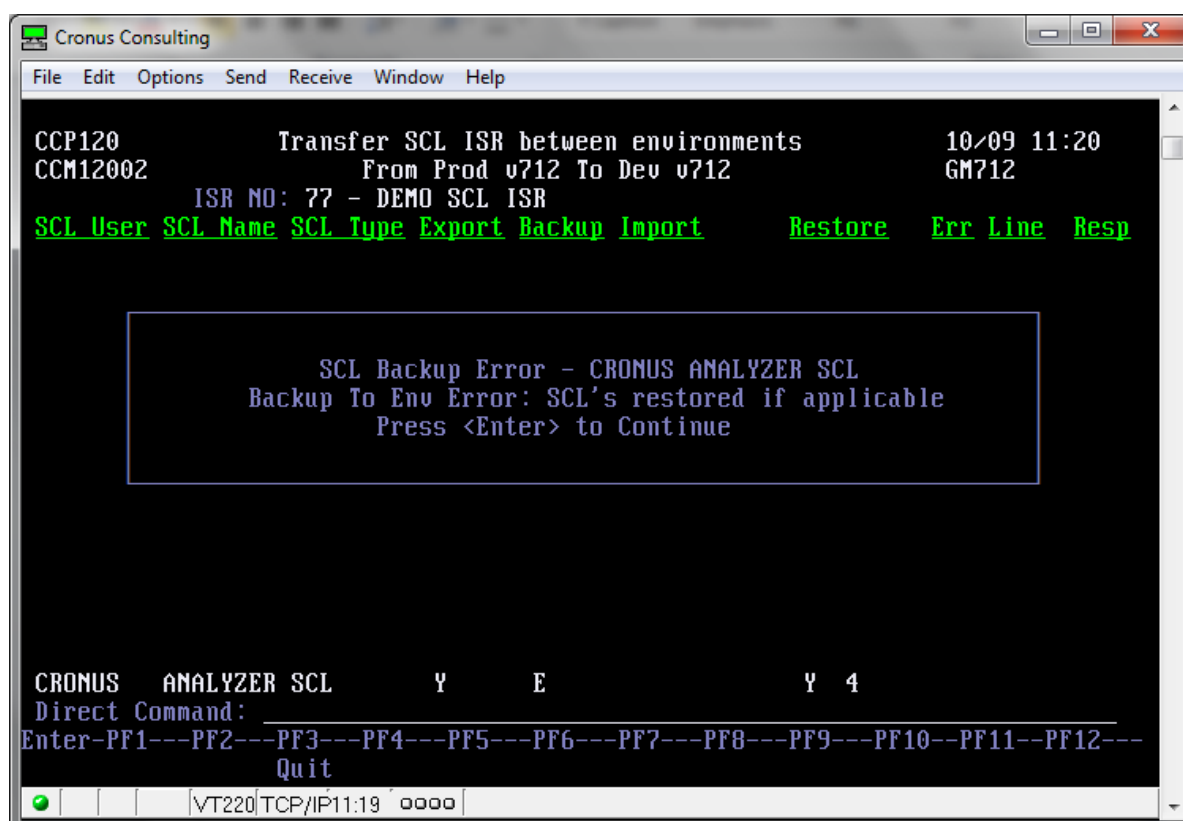 Cronus Consulting
File Edit Options Send Receive Window Help
CCP120 Transfer SCL ISR between environments 10/09 11:20
CCM12002 From Prod v712 To Dev v712 GM712
ISR NO: 77 - DEMO SCL ISR
SCL User SCL Name SCL Type Export Backup Import Restore Err Line Resp
SCL Backup Error - CRONUS ANALYZER SCL
Backup To Env Error: SCL's restored if applicable
Press <Enter> to Continue
CRONUS ANALYZER SCL Y E Y 4
Direct Command:
Enter-PF1---PF2---PF3---PF4---PF5---PF6---PF7---PF8---PF9---PF10--PF11--PF12---
Quit
VT220 TCP/IP 11:19